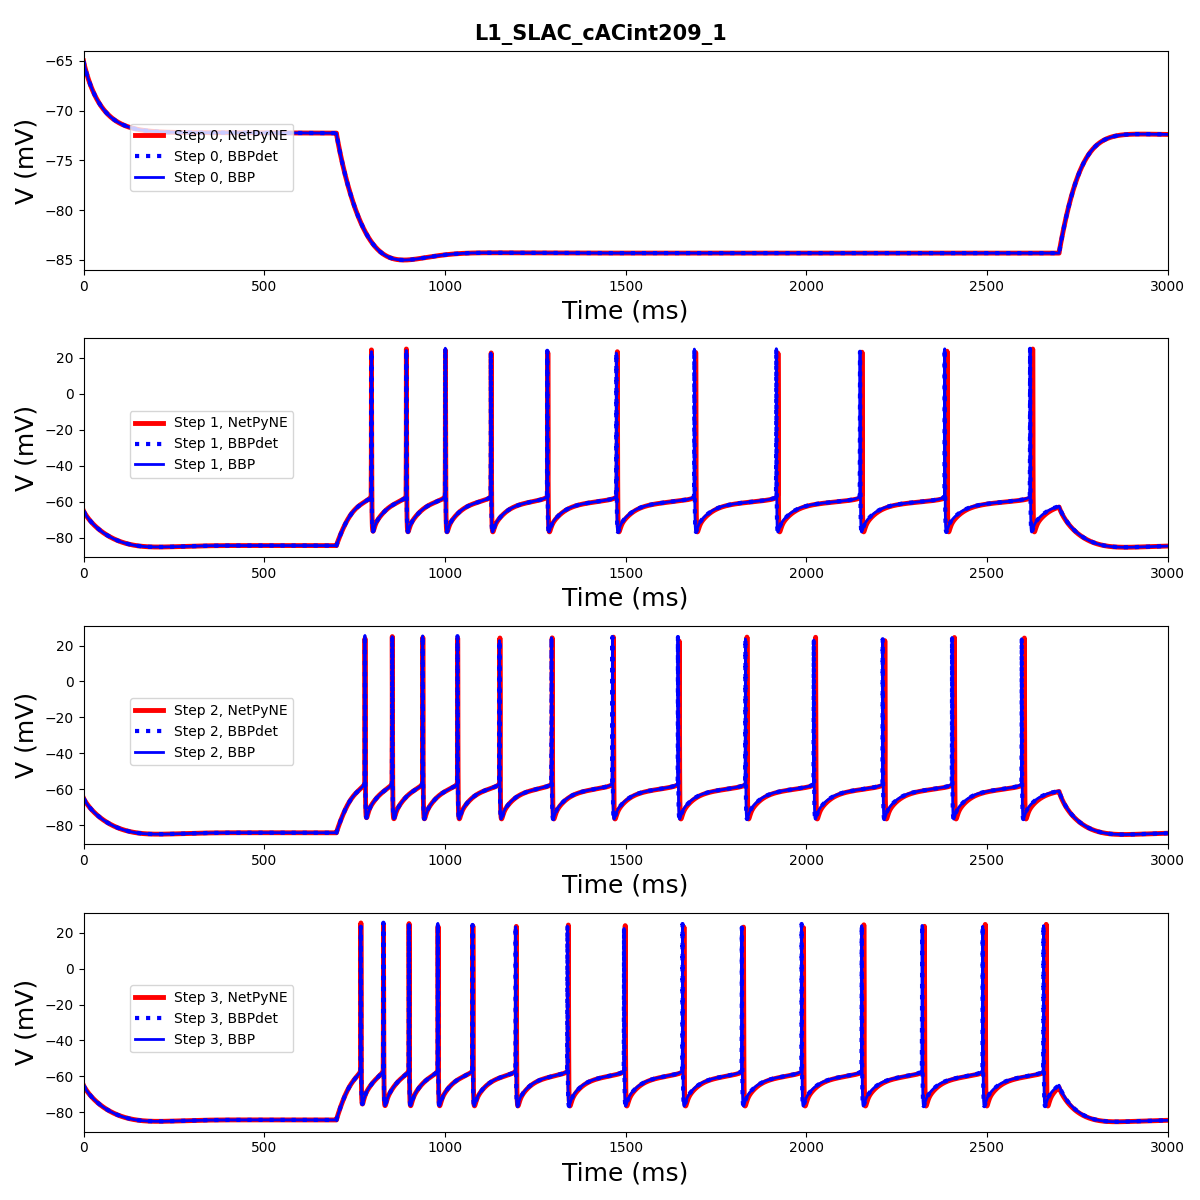 L1_SLAC_cACint209_1
V (mV)
−65
−70
−75
−80
−85
Step 0, NetPyNE
Step 0, BBPdet
Step 0, BBP
0 500 1000 1500 2000 2500 3000
Time (ms)
V (mV)
20
0
−20
−40
−60
−80
Step 1, NetPyNE
Step 1, BBPdet
Step 1, BBP
0 500 1000 1500 2000 2500 3000
Time (ms)
V (mV)
20
0
−20
−40
−60
−80
Step 2, NetPyNE
Step 2, BBPdet
Step 2, BBP
0 500 1000 1500 2000 2500 3000
Time (ms)
V (mV)
20
0
−20
−40
−60
−80
Step 3, NetPyNE
Step 3, BBPdet
Step 3, BBP
0 500 1000 1500 2000 2500 3000
Time (ms)